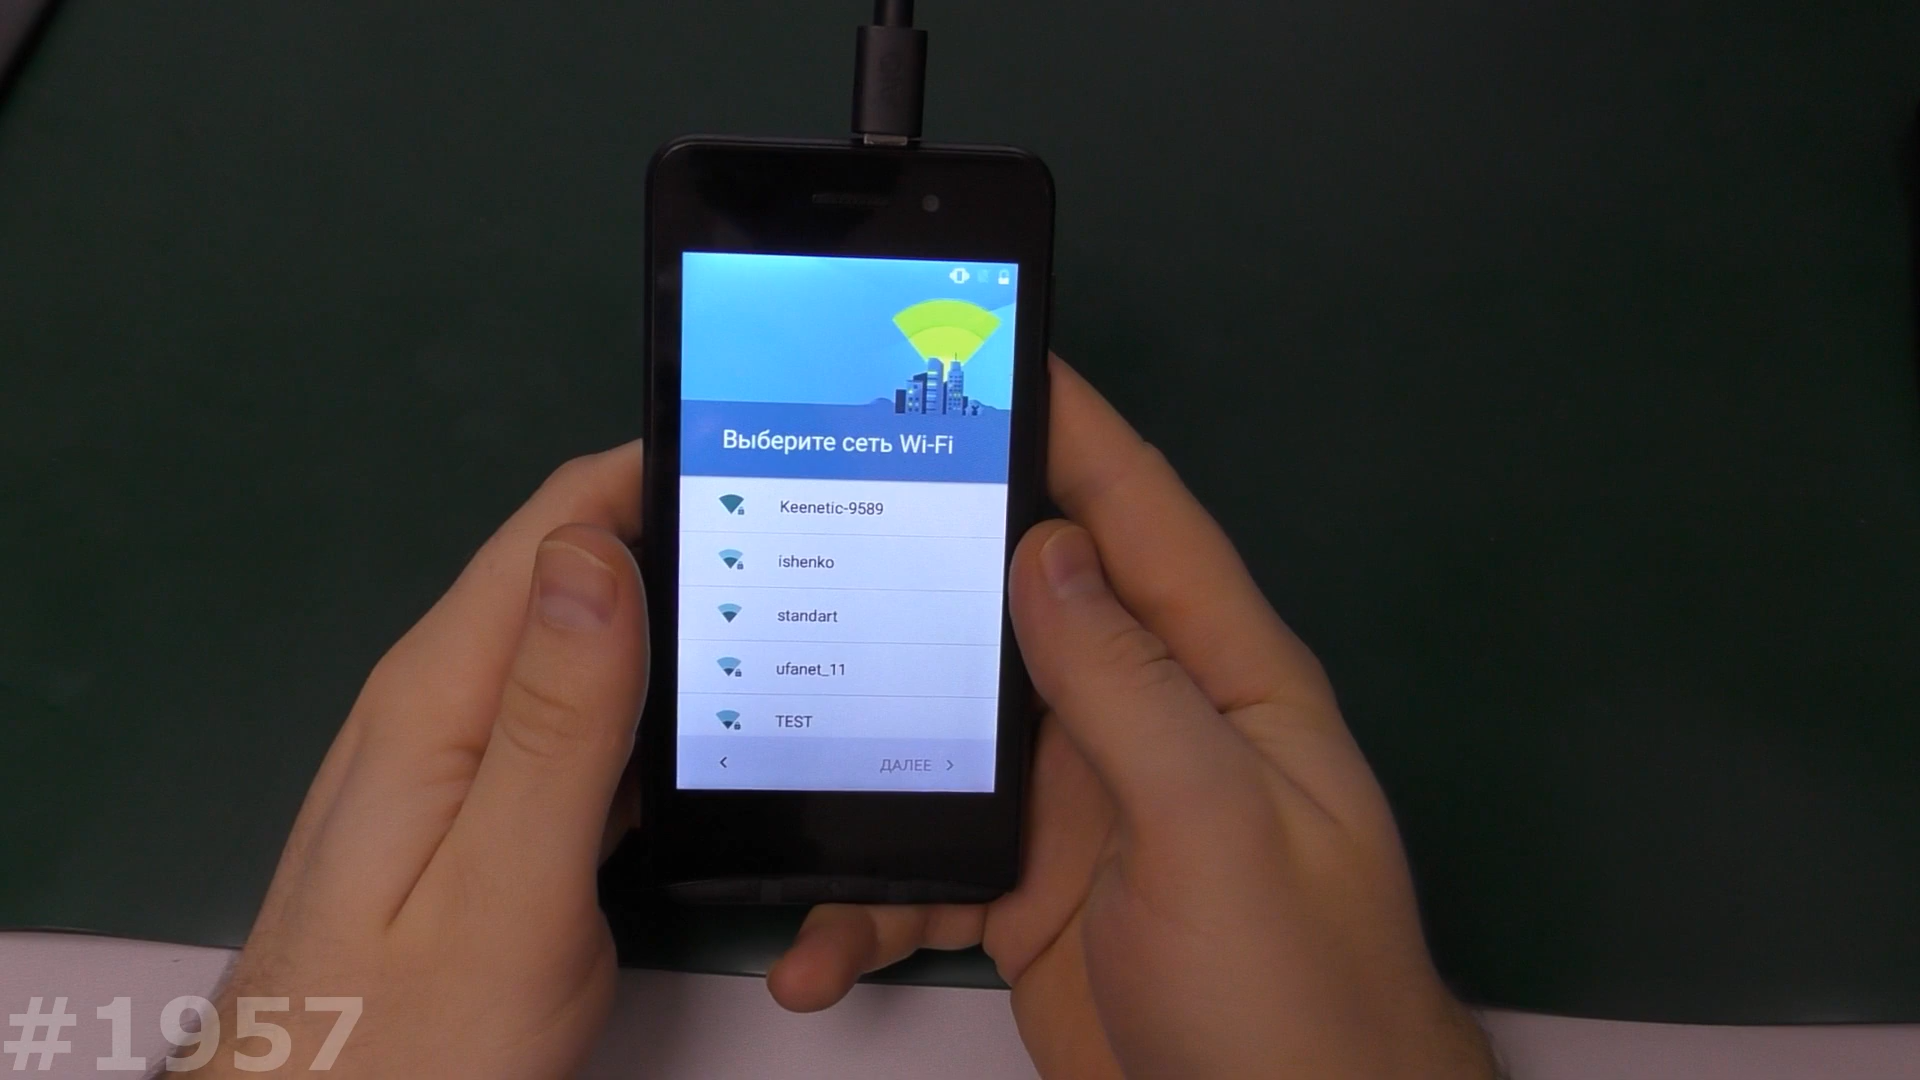 Выберите сеть Wi-Fi
Keenetic-9589
ishenko
standart
ufanet_11
TEST
ДАЛЕЕ
#1957